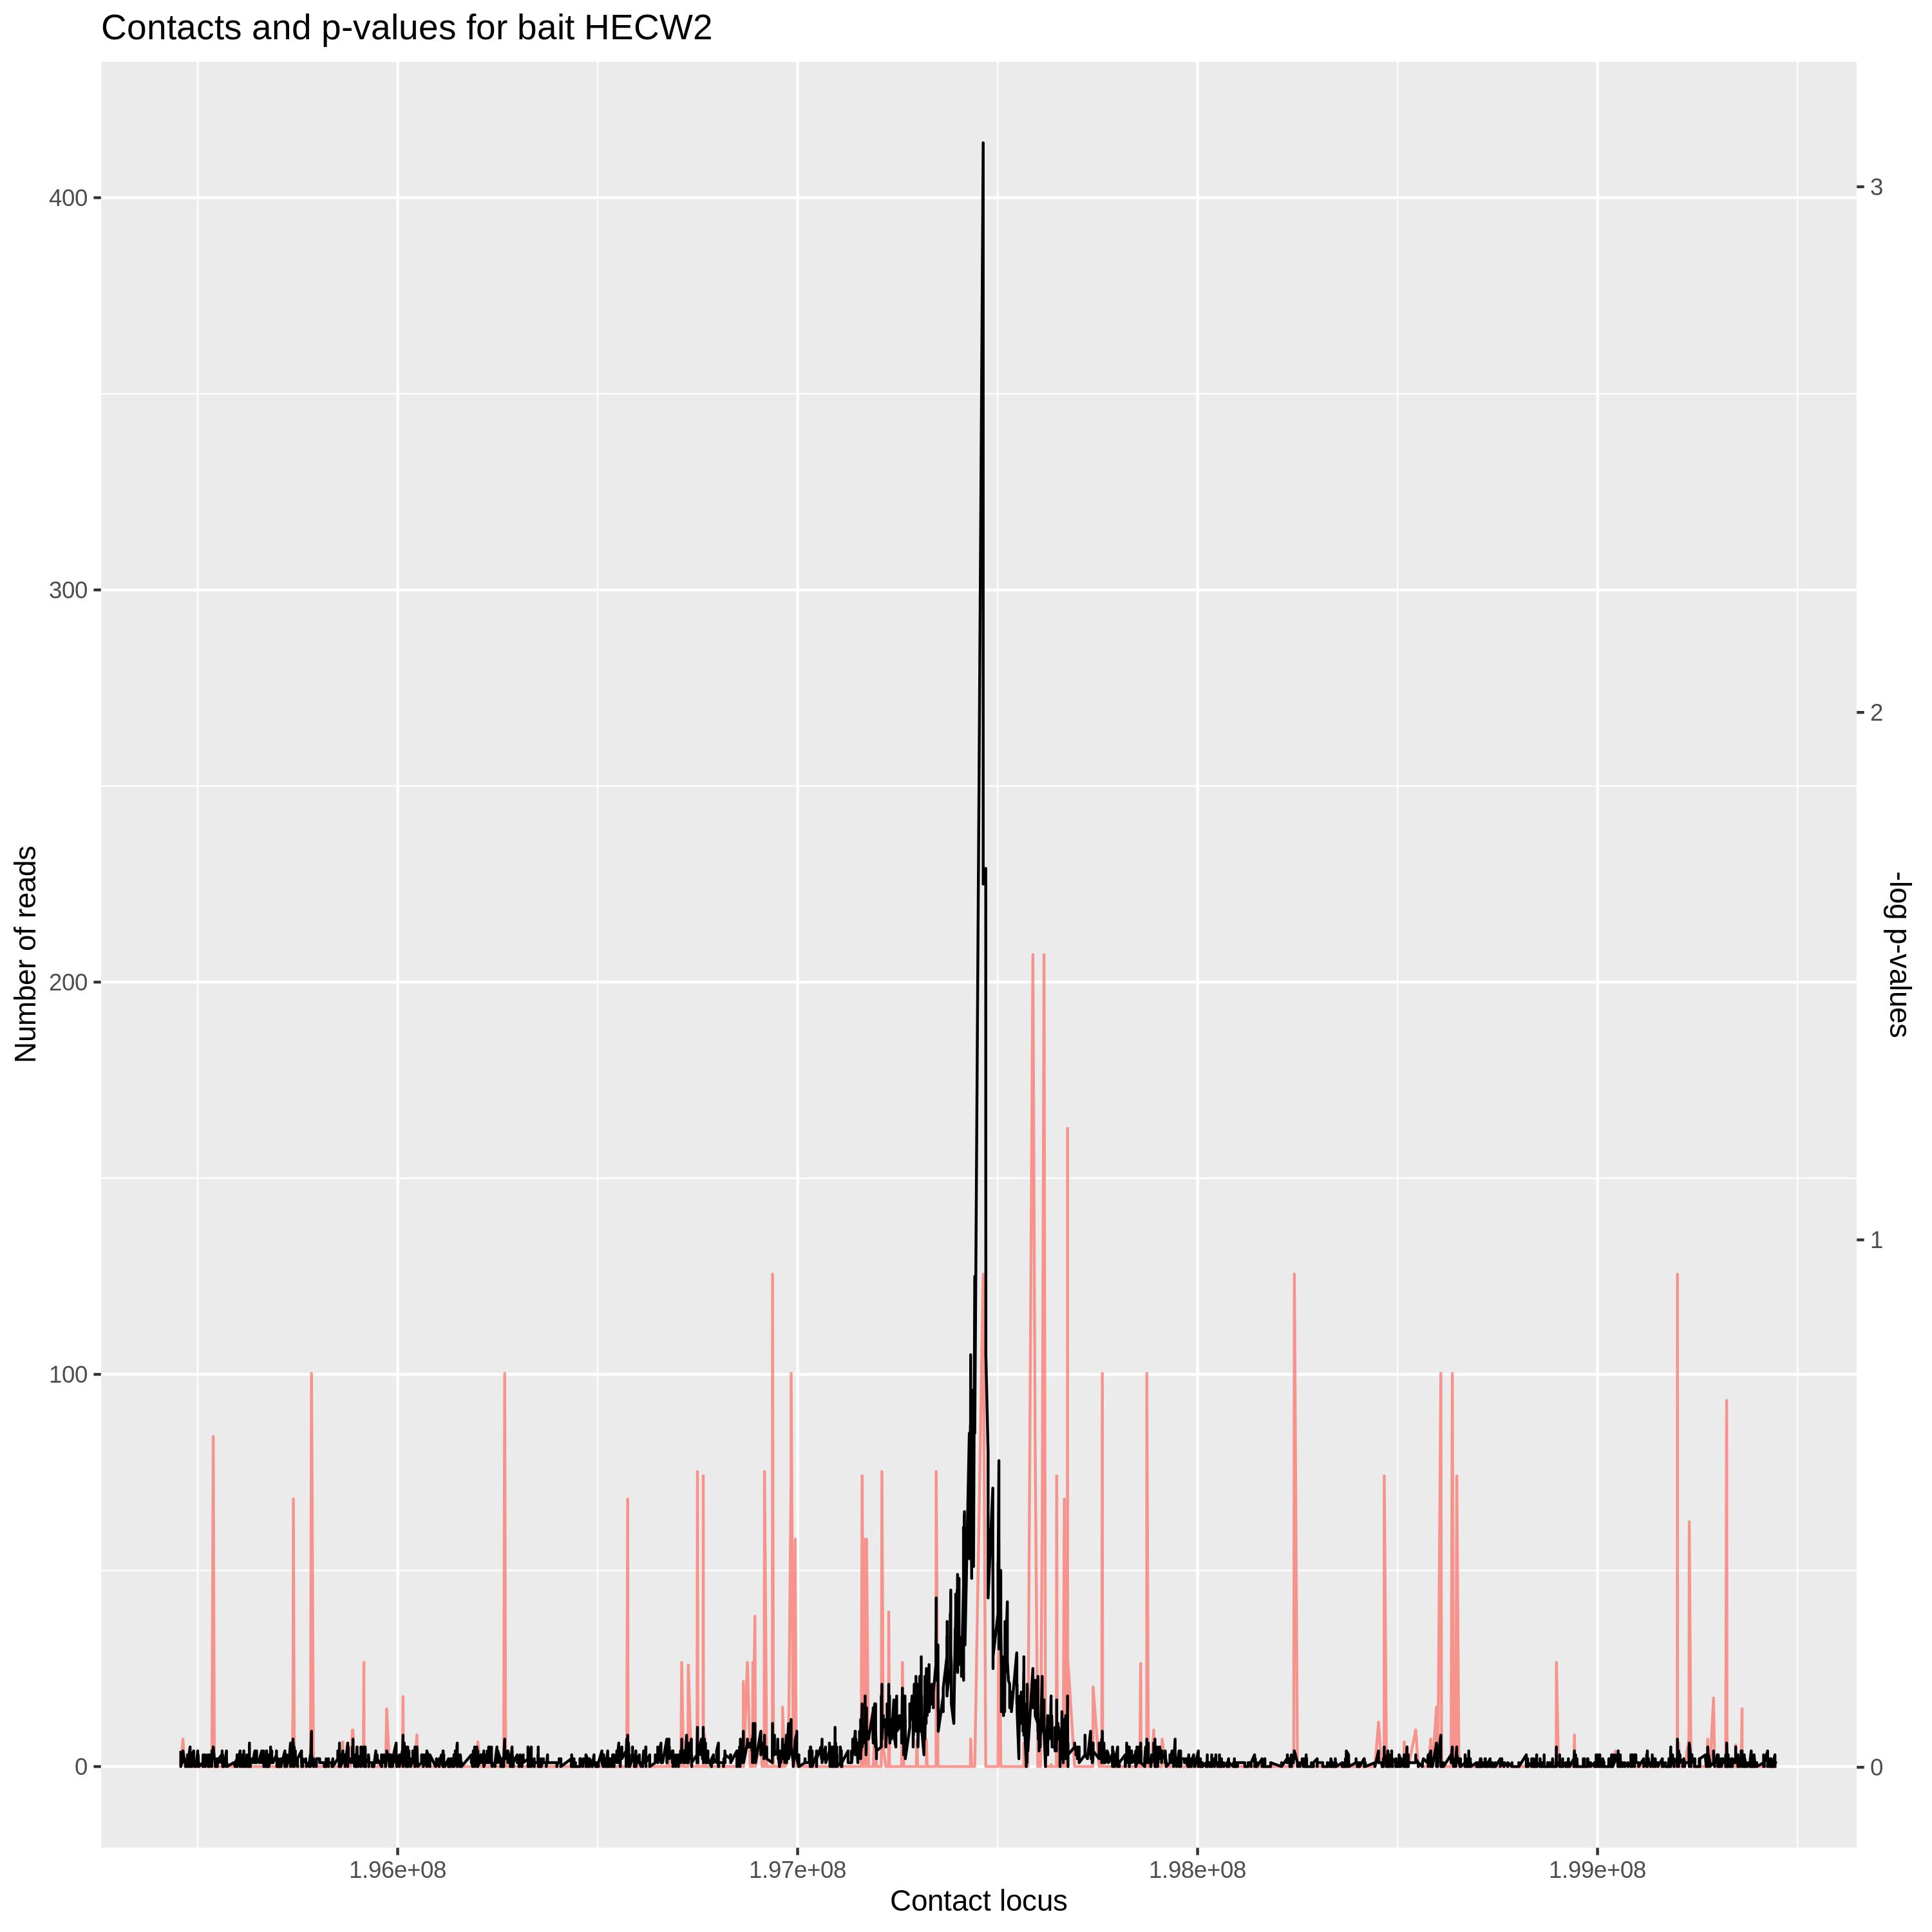 Contacts and p-values for bait HECW2
400
300
200
100
0
3
2
1
0
Number of reads
-log p-values
1.96e+08
1.97e+08
1.98e+08
1.99e+08
Contact locus